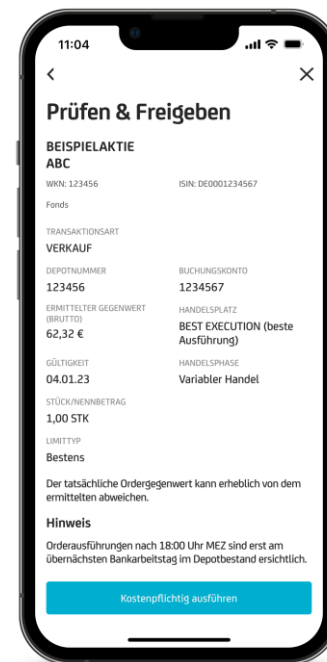 11:04
Prüfen & Freigeben
BEISPIELAKTIE
ABC
WKN: 123456
ISIN: DE0001234567
Fonds
TRANSAKTIONSART
VERKAUF
DEPOTNUMMER
BUCHUNGSKONTO
123456
1234567
ERMITTELTER GEGENWERT
(BRUTTO)
62,32 €
HANDELSPLATZ
BEST EXECUTION (beste
Ausführung)
GÜLTIGKEIT
HANDELSPHASE
04.01.23
Variabler Handel
STÜCK/NENNBETRAG
1,00 STK
LIMITTYP
Bestens
Der tatsächliche Ordergegenwert kann erheblich von dem
ermittelten abweichen.
Hinweis
Orderausführungen nach 18:00 Uhr MEZ sind erst am
übernächsten Bankarbeitstag im Depotbestand ersichtlich.
Kostenpflichtig ausführen